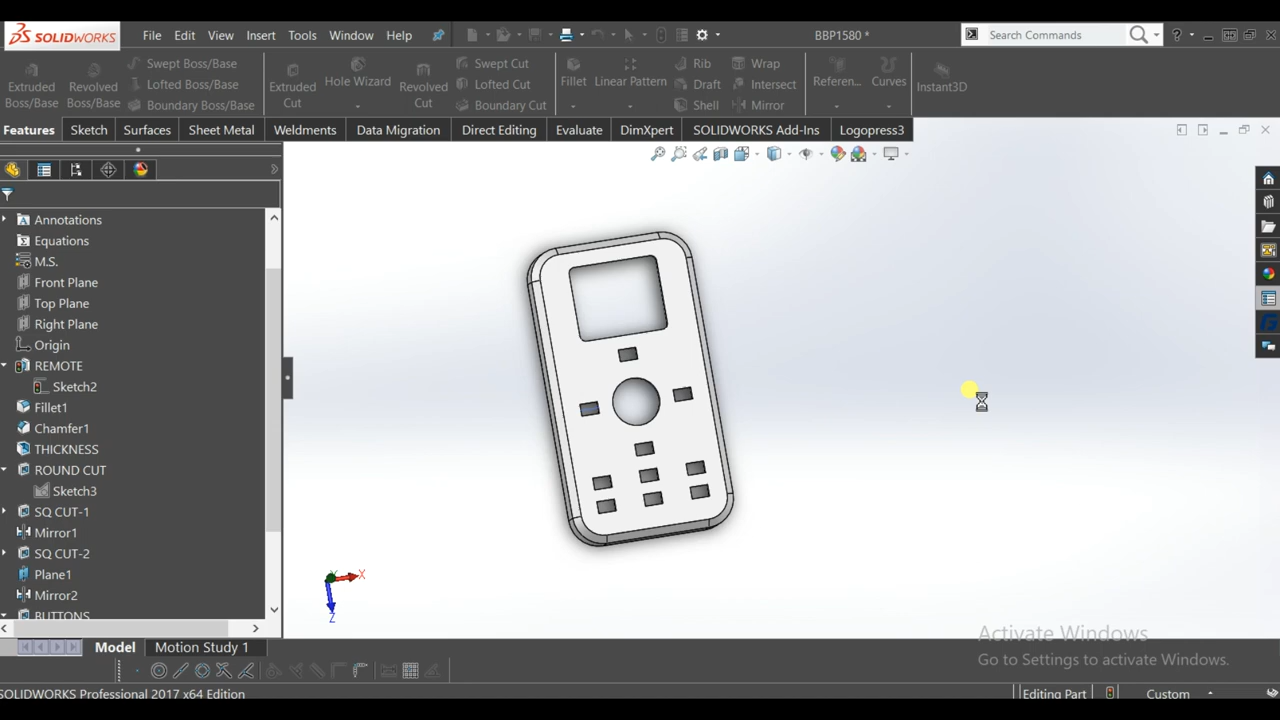 SOLIDWORKS File Edit View Insert Tools Window Help BBP1580 * Search Commands ?
Extruded Boss/Base Revolved Boss/Base Swept Boss/Base Lofted Boss/Base Boundary Boss/Base Extruded Cut Hole Wizard Revolved Cut Swept Cut Lofted Cut Boundary Cut Fillet Linear Pattern Rib Draft Shell Wrap Intersect Mirror Referen... Curves Instant3D
Features Sketch Surfaces Sheet Metal Weldments Data Migration Direct Editing Evaluate DimXpert SOLIDWORKS Add-Ins Logopress3
Annotations
Equations
M.S.
Front Plane
Top Plane
Right Plane
Origin
REMOTE
Sketch2
Fillet1
Chamfer1
THICKNESS
ROUND CUT
Sketch3
SQ CUT-1
Mirror1
SQ CUT-2
Plane1
Mirror2
BUTTONS
Y X
Z
Activate Windows
Go to Settings to activate Windows.
Model Motion Study 1
SOLIDWORKS Professional 2017 x64 Edition Editing Part Custom